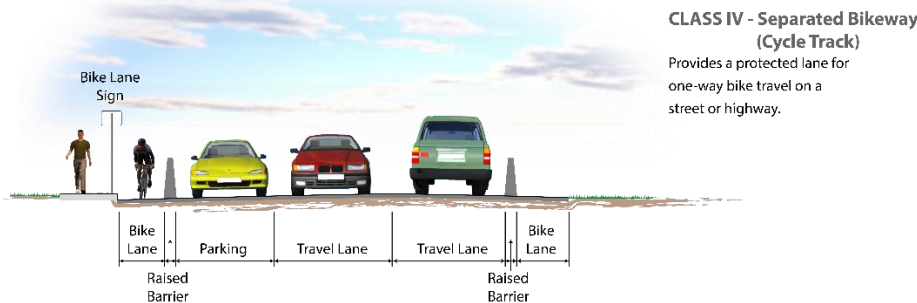 CLASS IV - Separated Bikeway
(Cycle Track)
Provides a protected lane for
one-way bike travel on a
street or highway.
Bike Lane
Sign
Bike
Lane
Parking
Travel Lane
Travel Lane
Bike
Lane
Raised
Barrier
Raised
Barrier